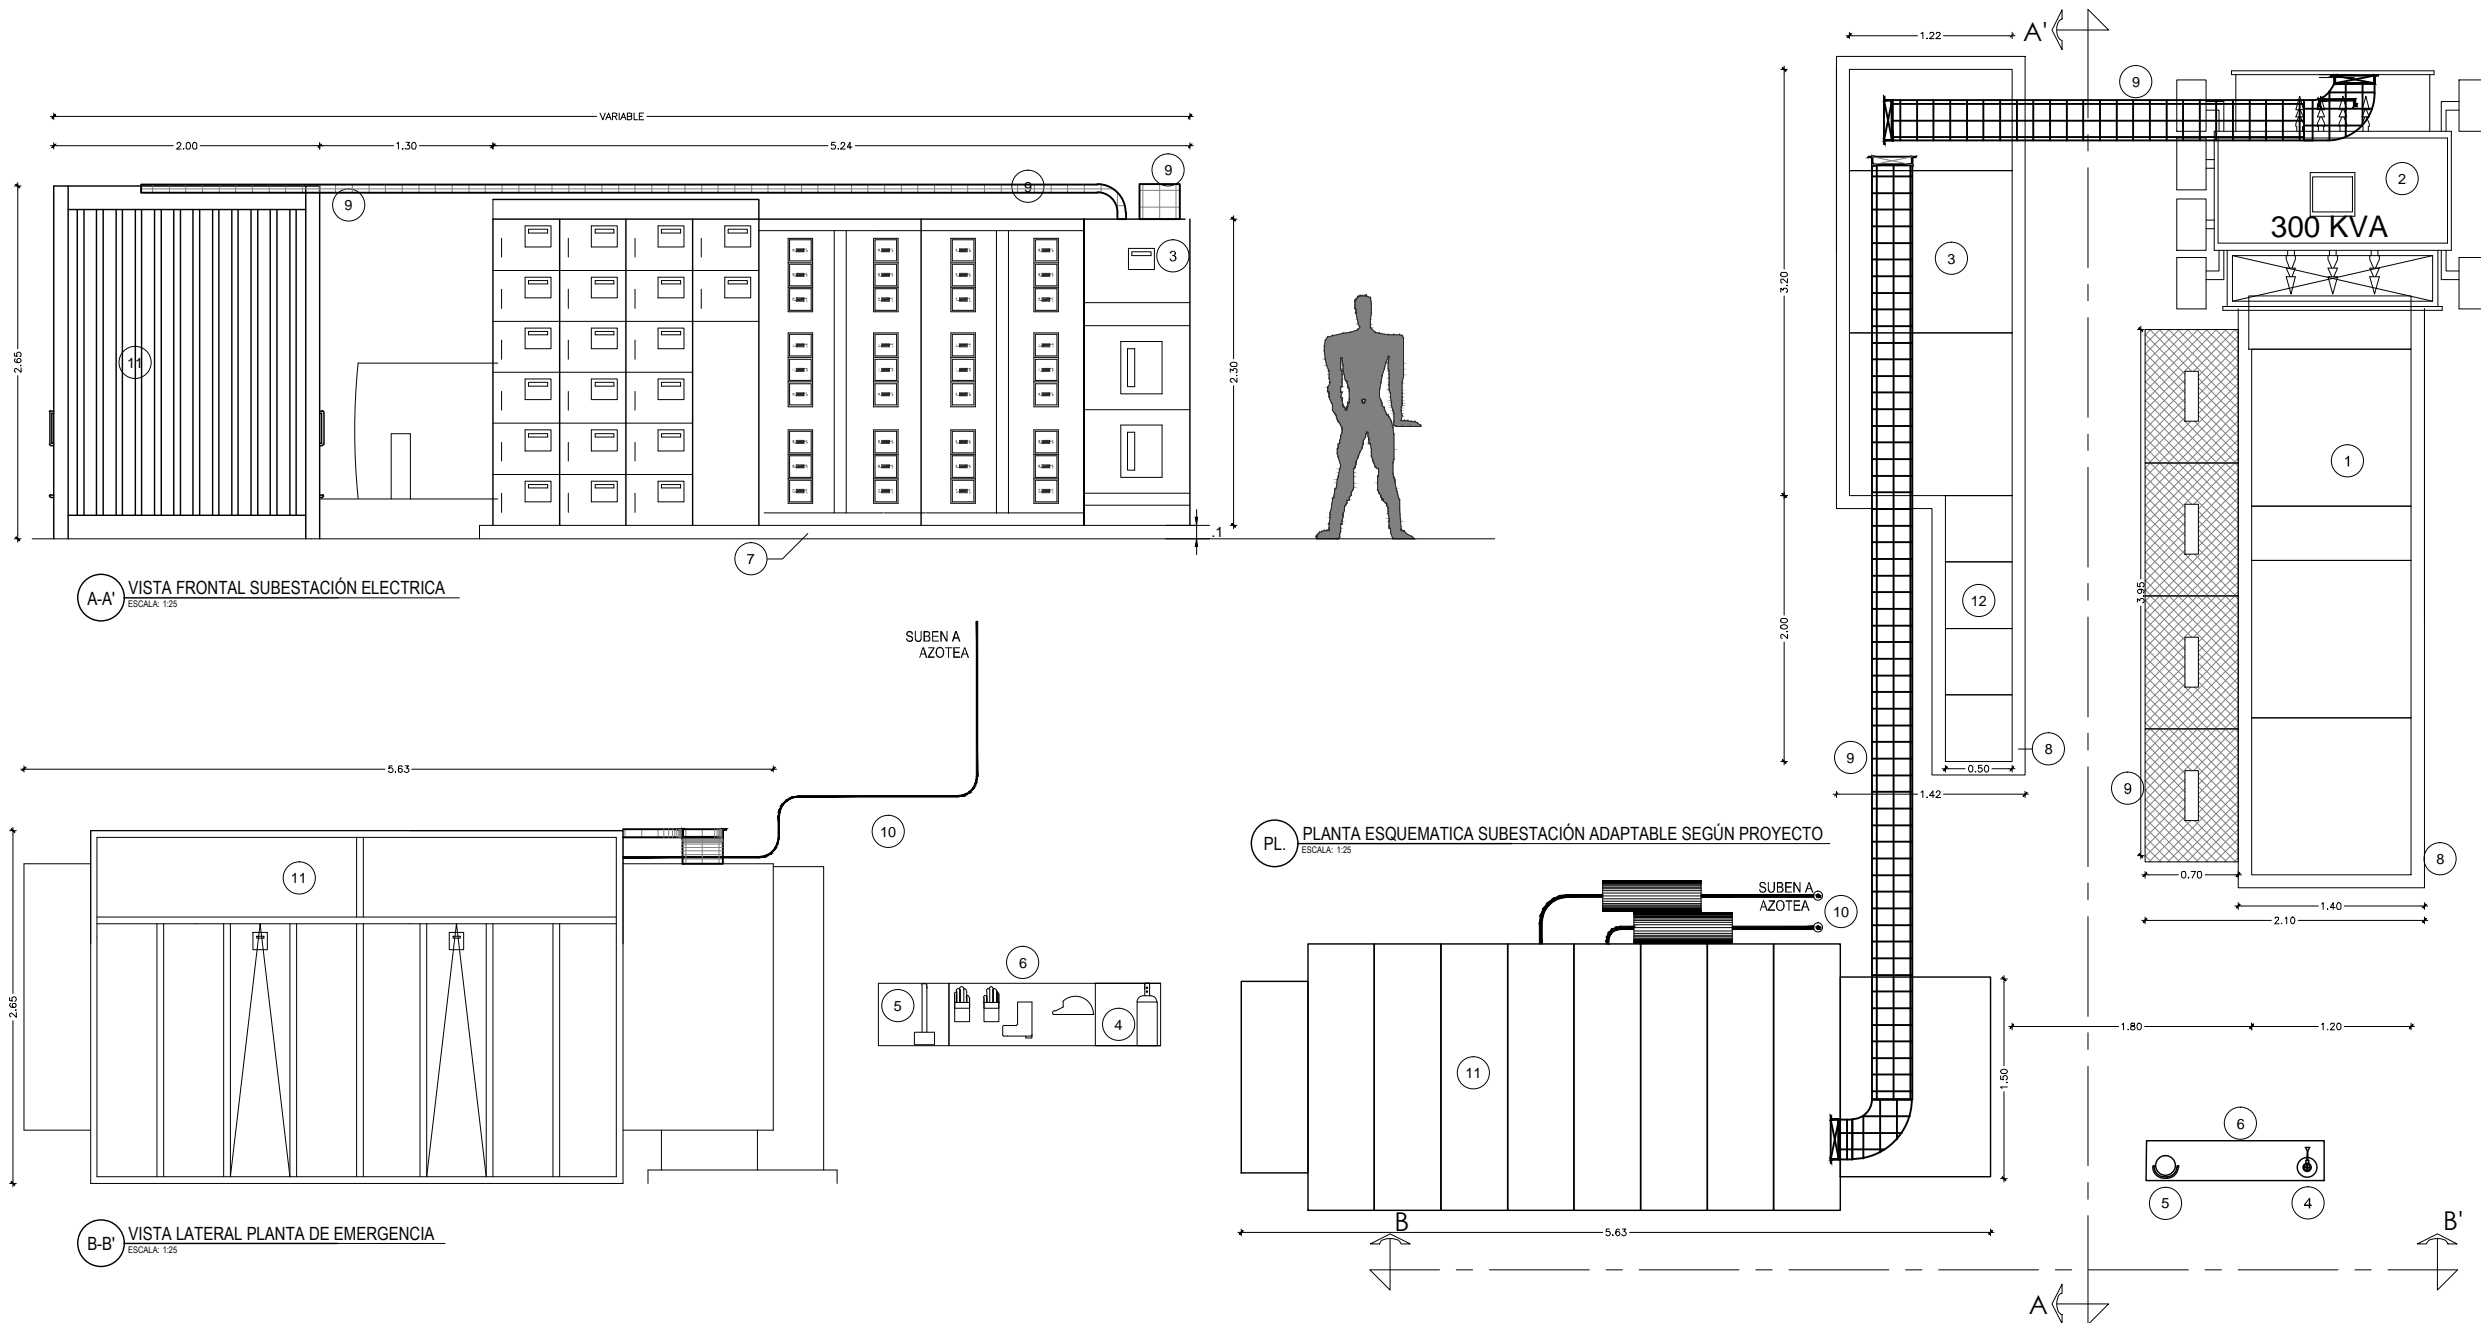 VARIABLE
2.00
1.30
5.24
9
9
9
3
11
2.65
2.30
.1
7
A-A'
VISTA FRONTAL SUBESTACIÓN ELECTRICA
ESCALA: 1:25
SUBEN A
AZOTEA
5.63
10
11
2.65
6
5
4
B-B'
VISTA LATERAL PLANTA DE EMERGENCIA
ESCALA: 1:25
A'
1.22
9
2
300 KVA
3
3.20
1
12
2.00
3.95
9
8
0.50
1.42
9
8
0.70
1.40
2.10
PL.
PLANTA ESQUEMATICA SUBESTACIÓN ADAPTABLE SEGÚN PROYECTO
ESCALA: 1:25
SUBEN A
AZOTEA
10
11
1.80
1.20
1.50
6
5
4
B
5.63
B'
A